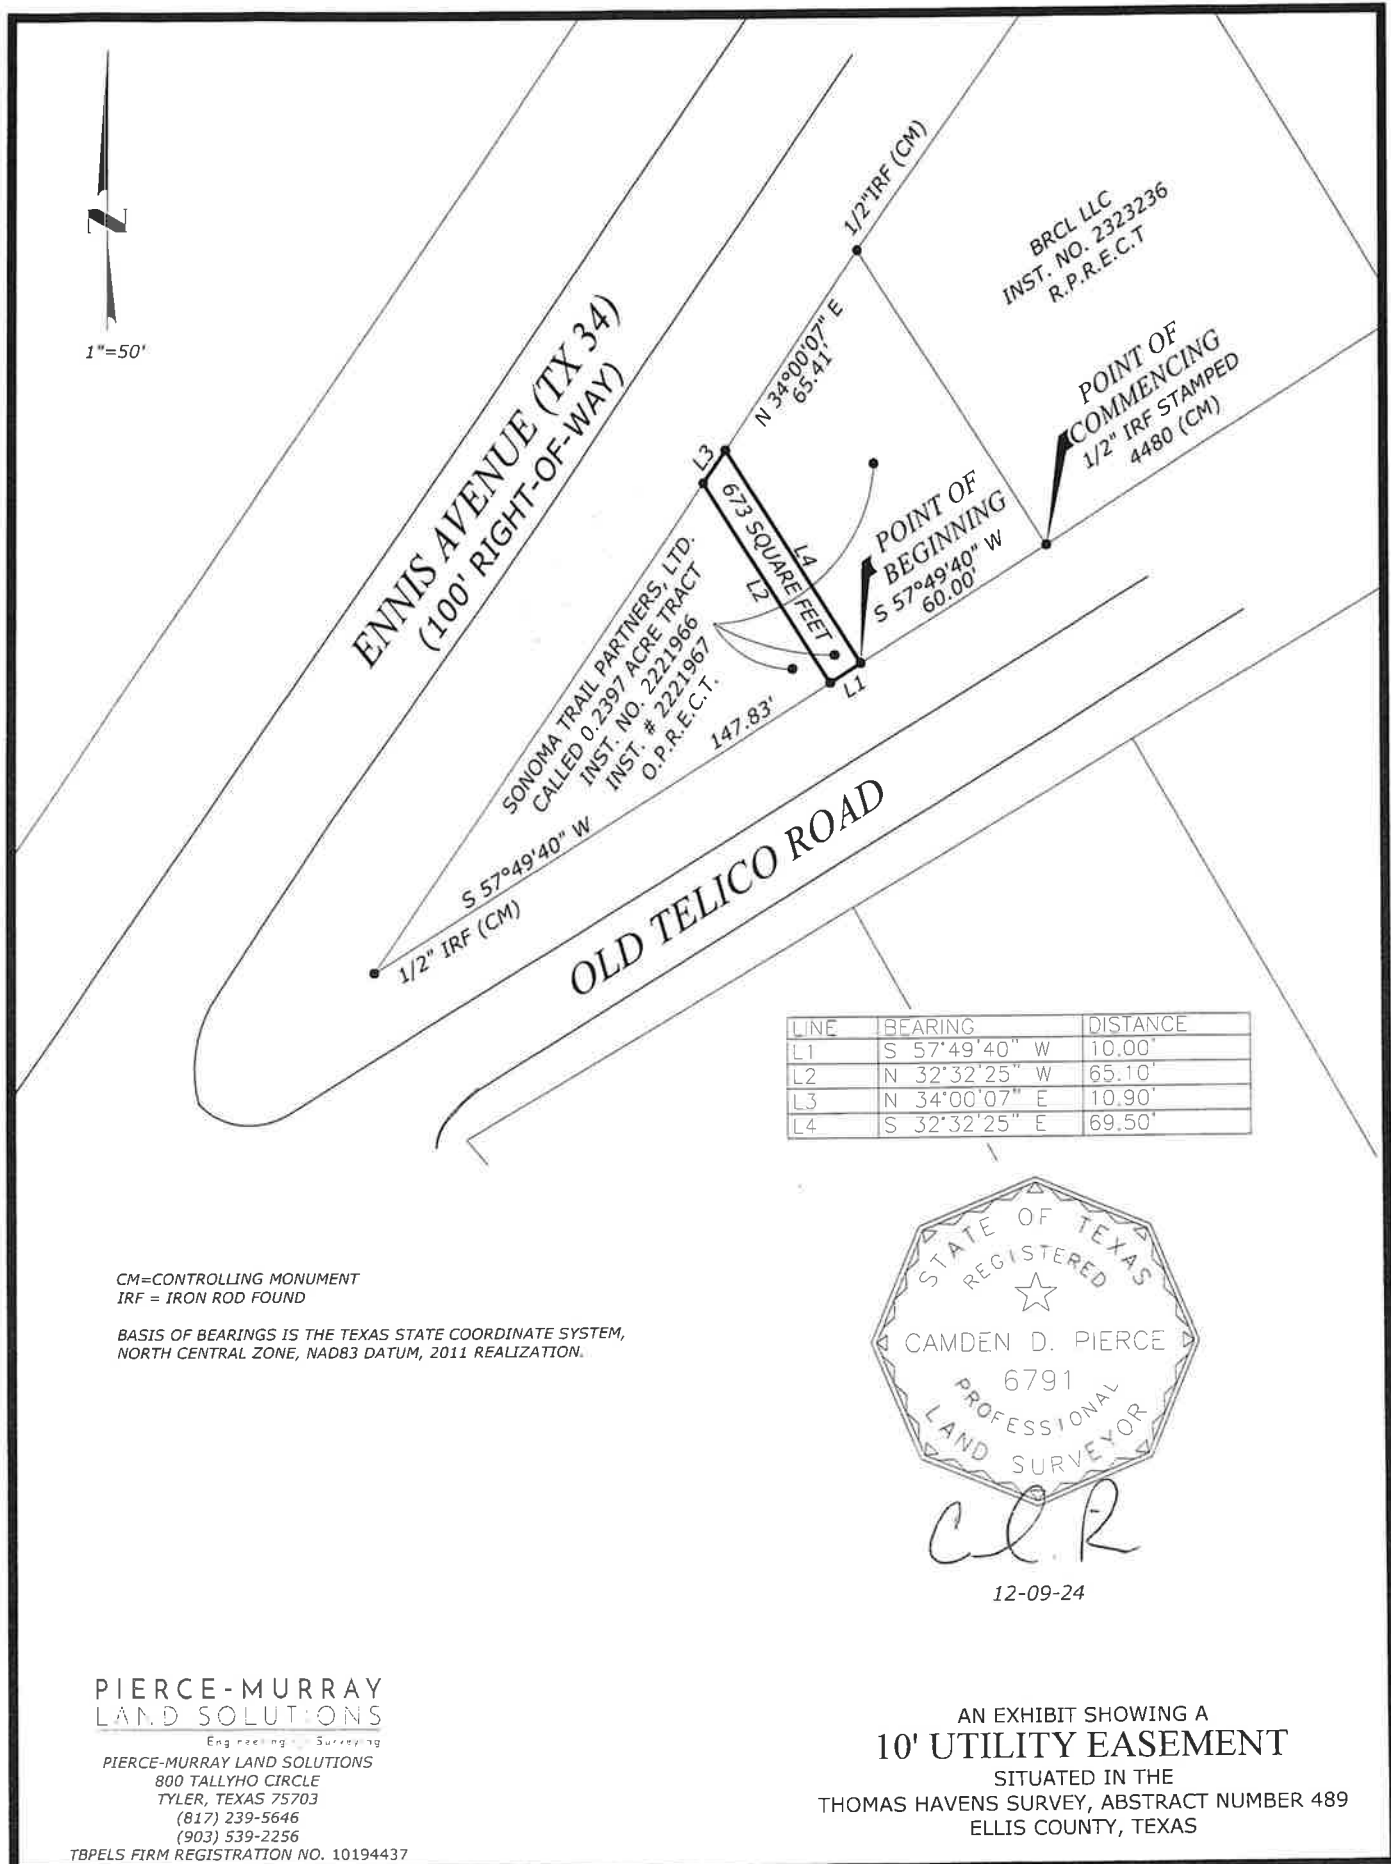 N
1"=50'
ENNIS AVENUE (TX 34)
(100' RIGHT-OF-WAY)
1/2"IRF (CM)
BRCL LLC
INST. NO. 2323236
R.P.R.E.C.T
N 34°00'07" E
65.41'
POINT OF
COMMENCING
1/2" IRF STAMPED
4480 (CM)
POINT OF
BEGINNING
S 57°49'40" W
60.00'
L3
673 SQUARE FEET
L4
L2
L1
SONOMA TRAIL PARTNERS, LTD.
CALLED 0.2397 ACRE TRACT
INST. NO. 2221966
INST. # 2221967
O.P.R.E.C.T.
147.83'
S 57°49'40" W
1/2" IRF (CM)
OLD TELICO ROAD
LINE BEARING DISTANCE
L1 S 57°49'40" W 10.00'
L2 N 32°32'25" W 65.10'
L3 N 34°00'07" E 10.90'
L4 S 32°32'25" E 69.50'
CM=CONTROLLING MONUMENT
IRF = IRON ROD FOUND
BASIS OF BEARINGS IS THE TEXAS STATE COORDINATE SYSTEM,
NORTH CENTRAL ZONE, NAD83 DATUM, 2011 REALIZATION.
STATE OF TEXAS
REGISTERED
CAMDEN D. PIERCE
6791
PROFESSIONAL
LAND SURVEYOR
12-09-24
PIERCE-MURRAY
LAND SOLUTIONS
Engineering Surveying
PIERCE-MURRAY LAND SOLUTIONS
800 TALLYHO CIRCLE
TYLER, TEXAS 75703
(817) 239-5646
(903) 539-2256
TBPELS FIRM REGISTRATION NO. 10194437
AN EXHIBIT SHOWING A
10' UTILITY EASEMENT
SITUATED IN THE
THOMAS HAVENS SURVEY, ABSTRACT NUMBER 489
ELLIS COUNTY, TEXAS